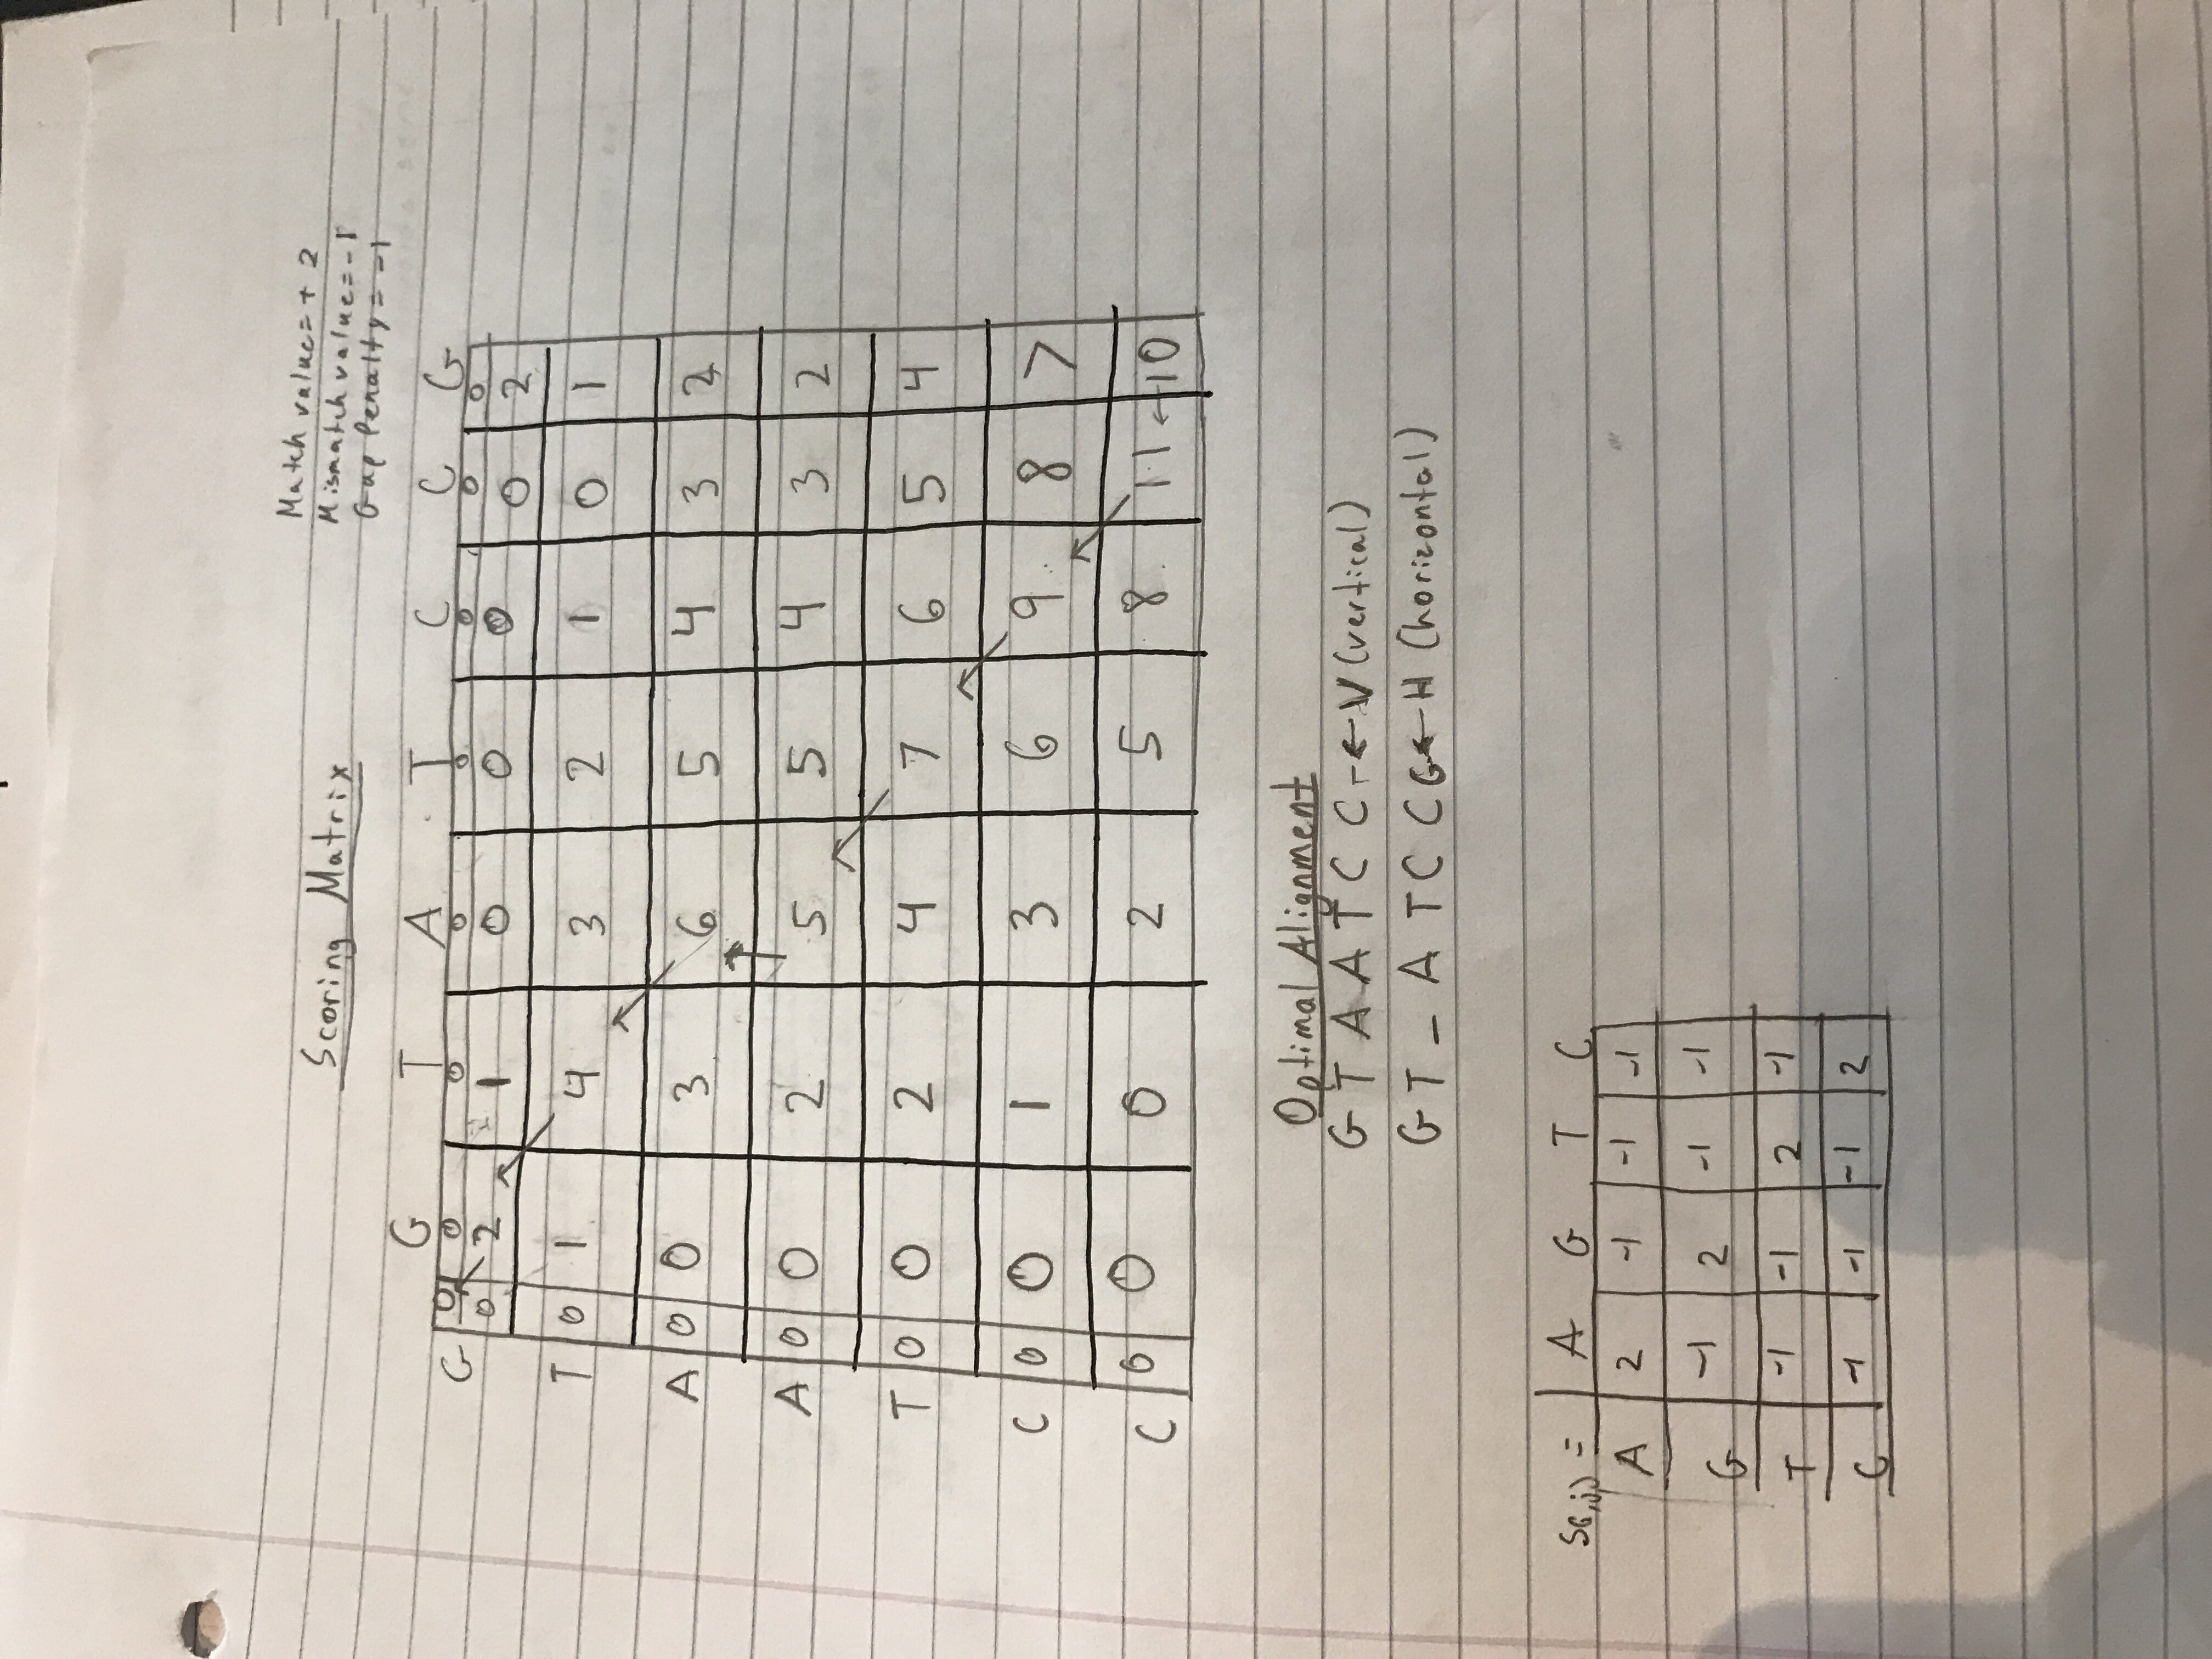 Match value = + 2
Scoring Matrix
Mismatch value = -1
Gap Penalty = -1
G T A T C C G
0 0 0 0 0 0 0 0
G 0 2 1 0 0 0 0 2
T 0 1 4 3 2 1 0 1
A 0 0 3 6 5 4 3 2
A 0 0 2 5 5 4 3 2
T 0 0 2 4 7 6 5 4
C 0 0 1 3 6 9 8 7
C 0 0 0 2 5 8 11 ← 10
Optimal Alignment
G T A A T C C - ← V (vertical)
G T _ A T C C G ← H (horizontal)
S(i,j) = A G T C
A 2 -1 -1 -1
G -1 2 -1 -1
T -1 -1 2 -1
C -1 -1 -1 2